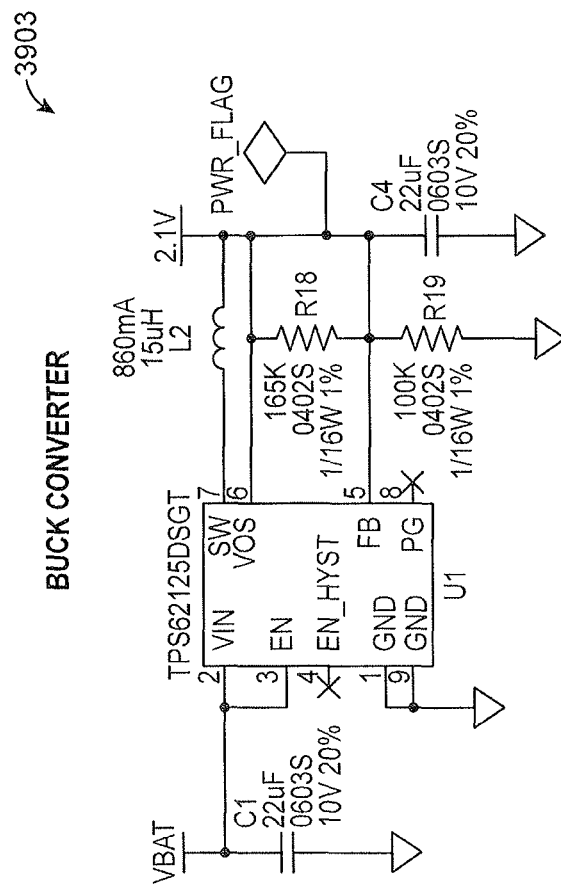 3903
BUCK CONVERTER
VBAT
C1
22uF
0603S
10V 20%
TPS62125DSGT
2
VIN
3
EN
4
EN_HYST
1
GND
9
GND
SW
7
VOS
6
FB
5
PG
8
U1
860mA
15uH
L2
2.1V
PWR_FLAG
165K
0402S
1/16W 1%
R18
100K
0402S
1/16W 1%
R19
C4
22uF
0603S
10V 20%